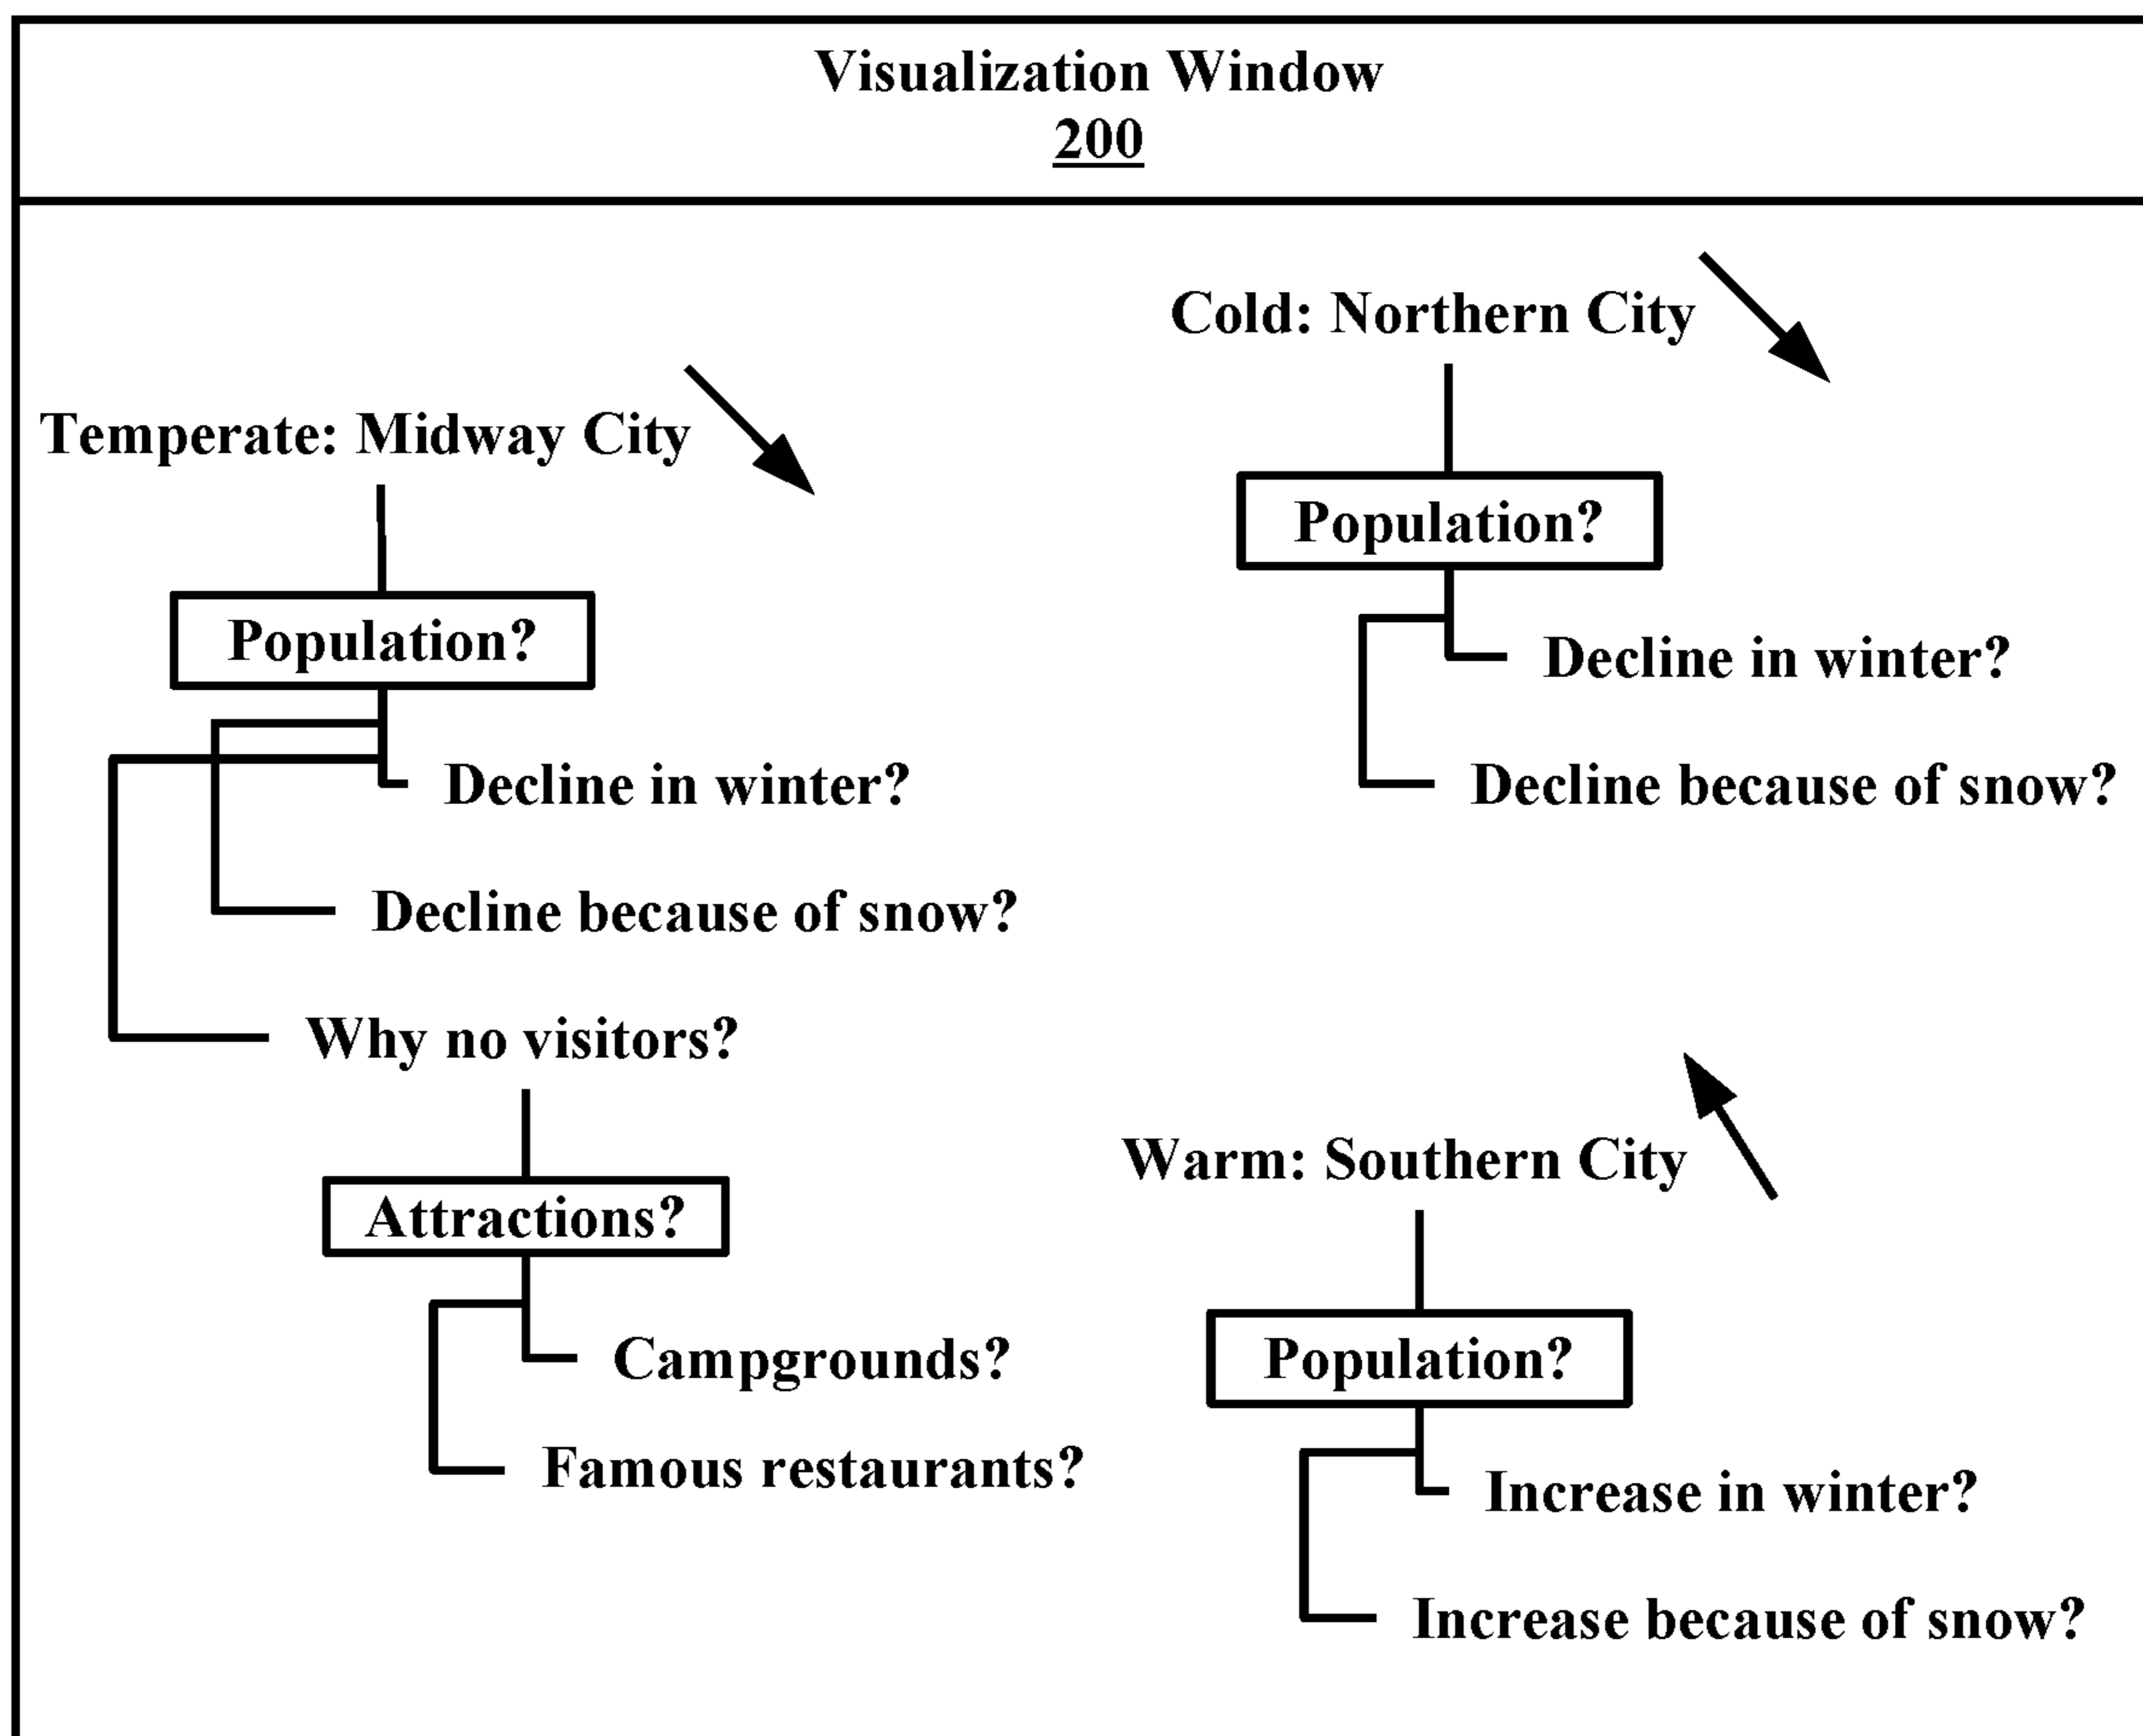 Visualization Window
200
Temperate: Midway City
Population?
Decline in winter?
Decline because of snow?
Why no visitors?
Attractions?
Campgrounds?
Famous restaurants?
Cold: Northern City
Population?
Decline in winter?
Decline because of snow?
Warm: Southern City
Population?
Increase in winter?
Increase because of snow?